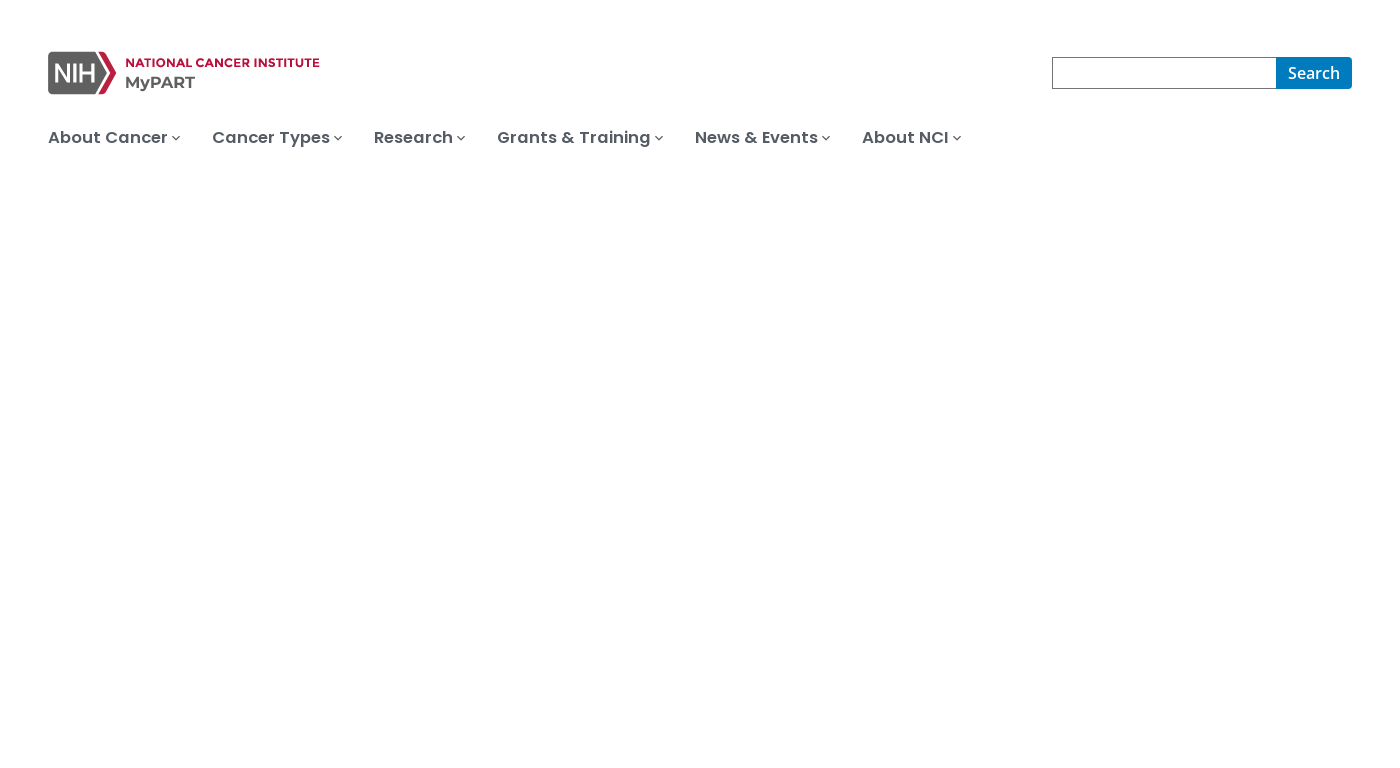 NIH
NATIONAL CANCER INSTITUTE
MyPART
Search
About Cancer
Cancer Types
Research
Grants & Training
News & Events
About NCI